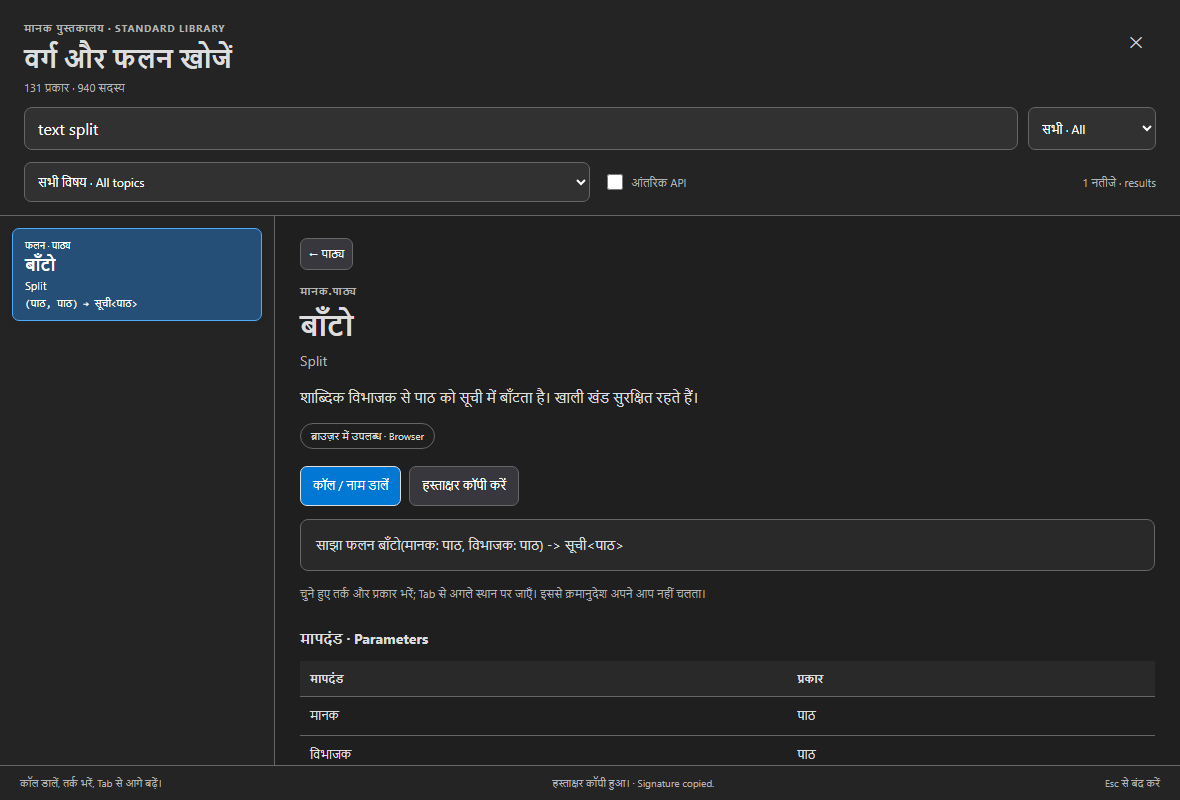 मानक पुस्तकालय · STANDARD LIBRARY
वर्ग और फलन खोजें
131 प्रकार · 940 सदस्य
text split
सभी · All
सभी विषय · All topics
आंतरिक API
1 नतीजे · results
फलन · पाठ्य
बाँटो
Split
(पाठ, पाठ) → सूची<पाठ>
← पाठ्य
मानक.पाठ्य
बाँटो
Split
शाब्दिक विभाजक से पाठ को सूची में बाँटता है। खाली खंड सुरक्षित रहते हैं।
ब्राउज़र में उपलब्ध · Browser
कॉल / नाम डालें
हस्ताक्षर कॉपी करें
साझा फलन बाँटो(मानक: पाठ, विभाजक: पाठ) -> सूची<पाठ>
चुने हुए तर्क और प्रकार भरें; Tab से अगले स्थान पर जाएँ। इससे क्रमानुदेश अपने आप नहीं चलता।
मापदंड · Parameters
मापदंड प्रकार
मानक पाठ
विभाजक पाठ
कॉल डालें, तर्क भरें, Tab से आगे बढ़ें।
हस्ताक्षर कॉपी हुआ। · Signature copied.
Esc से बंद करें